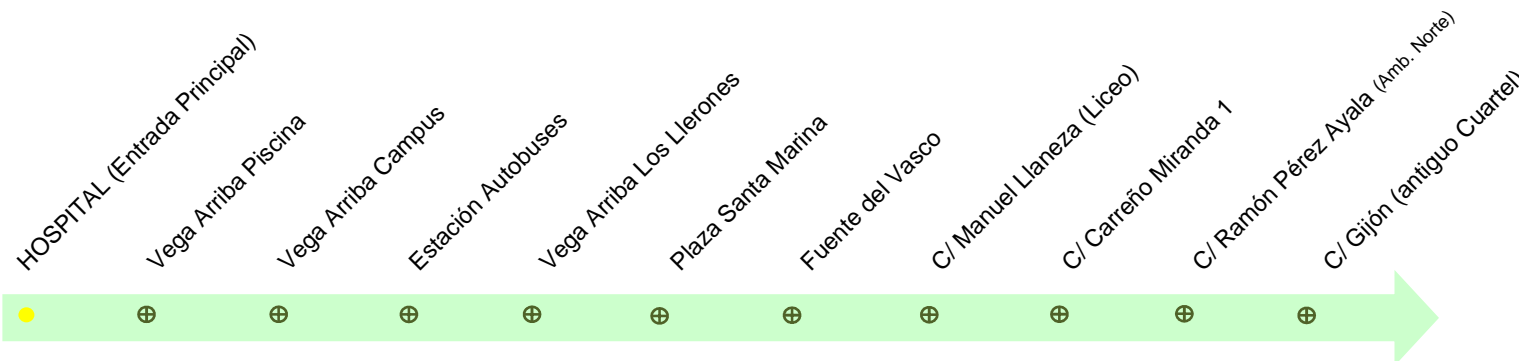 HOSPITAL (Entrada Principal)
Vega Arriba Piscina
Vega Arriba Campus
Estación Autobuses
Vega Arriba Los Llerones
Plaza Santa Marina
Fuente del Vasco
C/ Manuel Llaneza (Liceo)
C/ Carreño Miranda 1
C/ Ramón Pérez Ayala (Amb. Norte)
C/ Gijón (antiguo Cuartel)